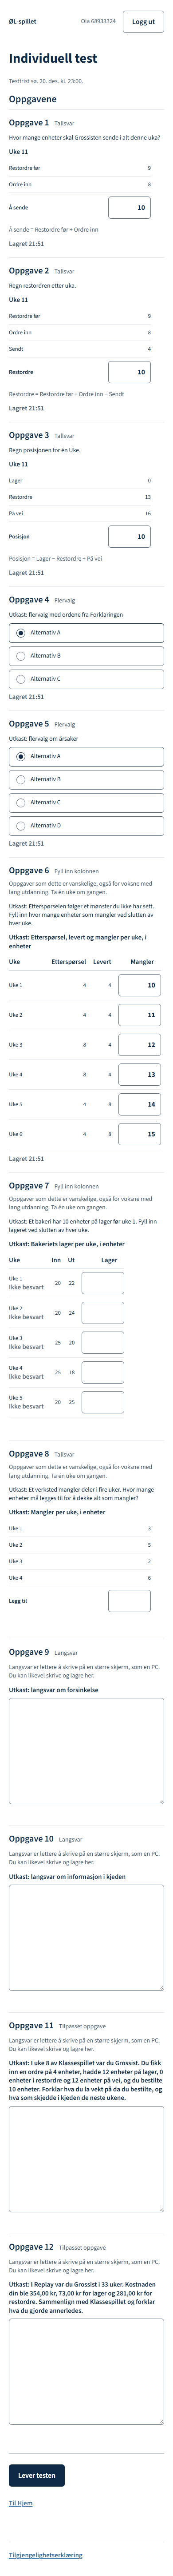 ØL-spillet
Ola 68933324
Logg ut
Individuell test
Testfrist sø. 20. des. kl. 23:00.
Oppgavene
Oppgave 1 Tallsvar
Hvor mange enheter skal Grossisten sende i alt denne uka?
Uke 11
Restordre før 9
Ordre inn 8
Å sende 10
Å sende = Restordre før + Ordre inn
Lagret 21:51
Oppgave 2 Tallsvar
Regn restordren etter uka.
Uke 11
Restordre før 9
Ordre inn 8
Sendt 4
Restordre 10
Restordre = Restordre før + Ordre inn − Sendt
Lagret 21:51
Oppgave 3 Tallsvar
Regn posisjonen for én Uke.
Uke 11
Lager 0
Restordre 13
På vei 16
Posisjon 10
Posisjon = Lager − Restordre + På vei
Lagret 21:51
Oppgave 4 Flervalg
Utkast: flervalg med ordene fra Forklaringen
Alternativ A
Alternativ B
Alternativ C
Lagret 21:51
Oppgave 5 Flervalg
Utkast: flervalg om årsaker
Alternativ A
Alternativ B
Alternativ C
Alternativ D
Lagret 21:51
Oppgave 6 Fyll inn kolonnen
Oppgaver som dette er vanskelige, også for voksne med
lang utdanning. Ta én uke om gangen.
Utkast: Etterspørselen følger et mønster du ikke har sett.
Fyll inn hvor mange enheter som mangler ved slutten av
hver uke.
Utkast: Etterspørsel, levert og mangler per uke, i
enheter
Uke Etterspørsel Levert Mangler
Uke 1 4 4 10
Uke 2 4 4 11
Uke 3 8 4 12
Uke 4 8 4 13
Uke 5 4 8 14
Uke 6 4 8 15
Lagret 21:51
Oppgave 7 Fyll inn kolonnen
Oppgaver som dette er vanskelige, også for voksne med
lang utdanning. Ta én uke om gangen.
Utkast: Et bakeri har 10 enheter på lager før uke 1. Fyll inn
lageret ved slutten av hver uke.
Utkast: Bakeriets lager per uke, i enheter
Uke Inn Ut Lager
Uke 1 20 22
Ikke besvart
Uke 2 20 24
Ikke besvart
Uke 3 25 20
Ikke besvart
Uke 4 25 18
Ikke besvart
Uke 5 20 25
Ikke besvart
Oppgave 8 Tallsvar
Oppgaver som dette er vanskelige, også for voksne med
lang utdanning. Ta én uke om gangen.
Utkast: Et verksted mangler deler i fire uker. Hvor mange
enheter må legges til for å dekke alt som mangler?
Utkast: Mangler per uke, i enheter
Uke 1 3
Uke 2 5
Uke 3 2
Uke 4 6
Legg til
Oppgave 9 Langsvar
Langsvar er lettere å skrive på en større skjerm, som en PC.
Du kan likevel skrive og lagre her.
Utkast: langsvar om forsinkelse
Oppgave 10 Langsvar
Langsvar er lettere å skrive på en større skjerm, som en PC.
Du kan likevel skrive og lagre her.
Utkast: langsvar om informasjon i kjeden
Oppgave 11 Tilpasset oppgave
Langsvar er lettere å skrive på en større skjerm, som en PC.
Du kan likevel skrive og lagre her.
Utkast: I uke 8 av Klassespillet var du Grossist. Du fikk
inn en ordre på 4 enheter, hadde 12 enheter på lager, 0
enheter i restordre og 12 enheter på vei, og du bestilte
10 enheter. Forklar hva du la vekt på da du bestilte, og
hva som skjedde i kjeden de neste ukene.
Oppgave 12 Tilpasset oppgave
Langsvar er lettere å skrive på en større skjerm, som en PC.
Du kan likevel skrive og lagre her.
Utkast: I Replay var du Grossist i 33 uker. Kostnaden
din ble 354,00 kr, 73,00 kr for lager og 281,00 kr for
restordre. Sammenlign med Klassespillet og forklar
hva du gjorde annerledes.
Lever testen
Til Hjem
Tilgjengelighetserklæring